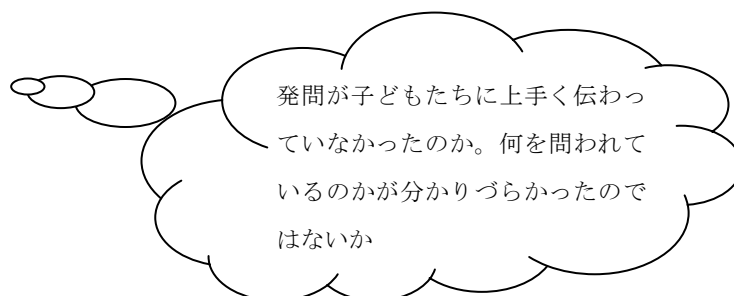 発問が子どもたちに上手く伝わっ
ていなかったのか。何を問われて
いるのかが分かりづらかったので
はないか